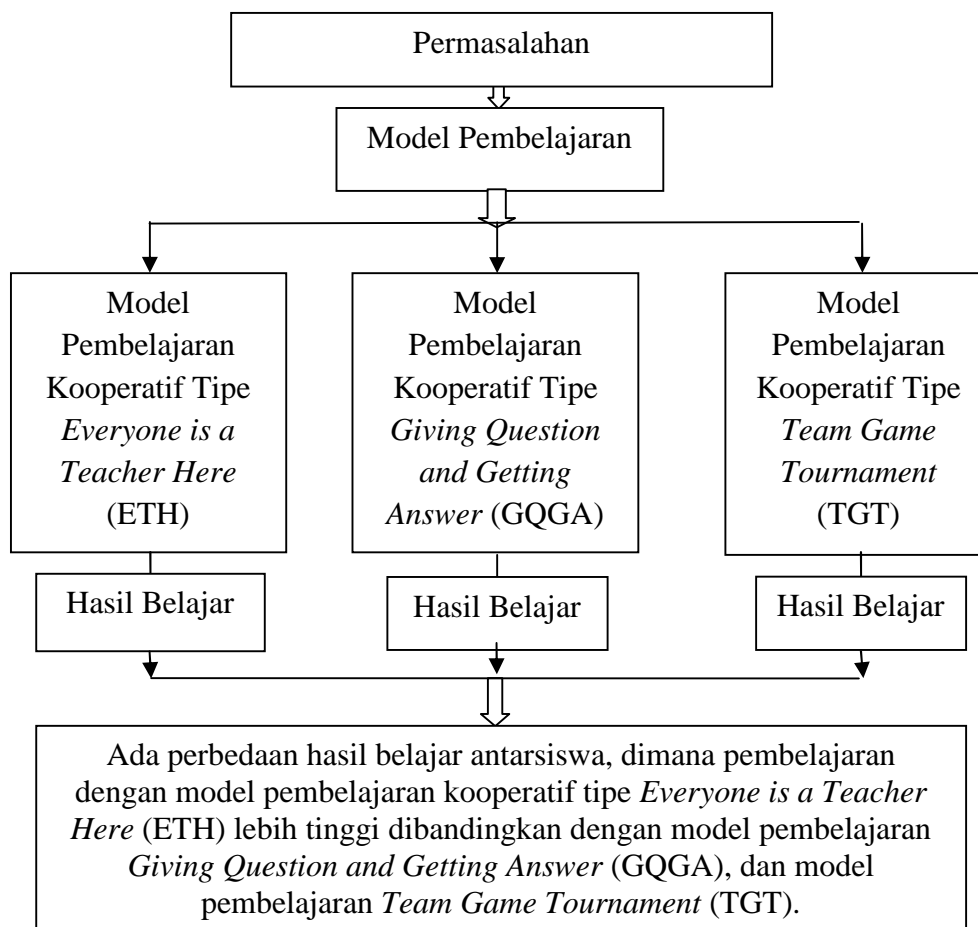 Permasalahan
Model Pembelajaran
Model
Pembelajaran
Kooperatif Tipe
Everyone is a
Teacher Here
(ETH)
Model
Pembelajaran
Kooperatif Tipe
Giving Question
and Getting
Answer (GQGA)
Model
Pembelajaran
Kooperatif Tipe
Team Game
Tournament
(TGT)
Hasil Belajar
Hasil Belajar
Hasil Belajar
Ada perbedaan hasil belajar antarsiswa, dimana pembelajaran
dengan model pembelajaran kooperatif tipe Everyone is a Teacher
Here (ETH) lebih tinggi dibandingkan dengan model pembelajaran
Giving Question and Getting Answer (GQGA), dan model
pembelajaran Team Game Tournament (TGT).